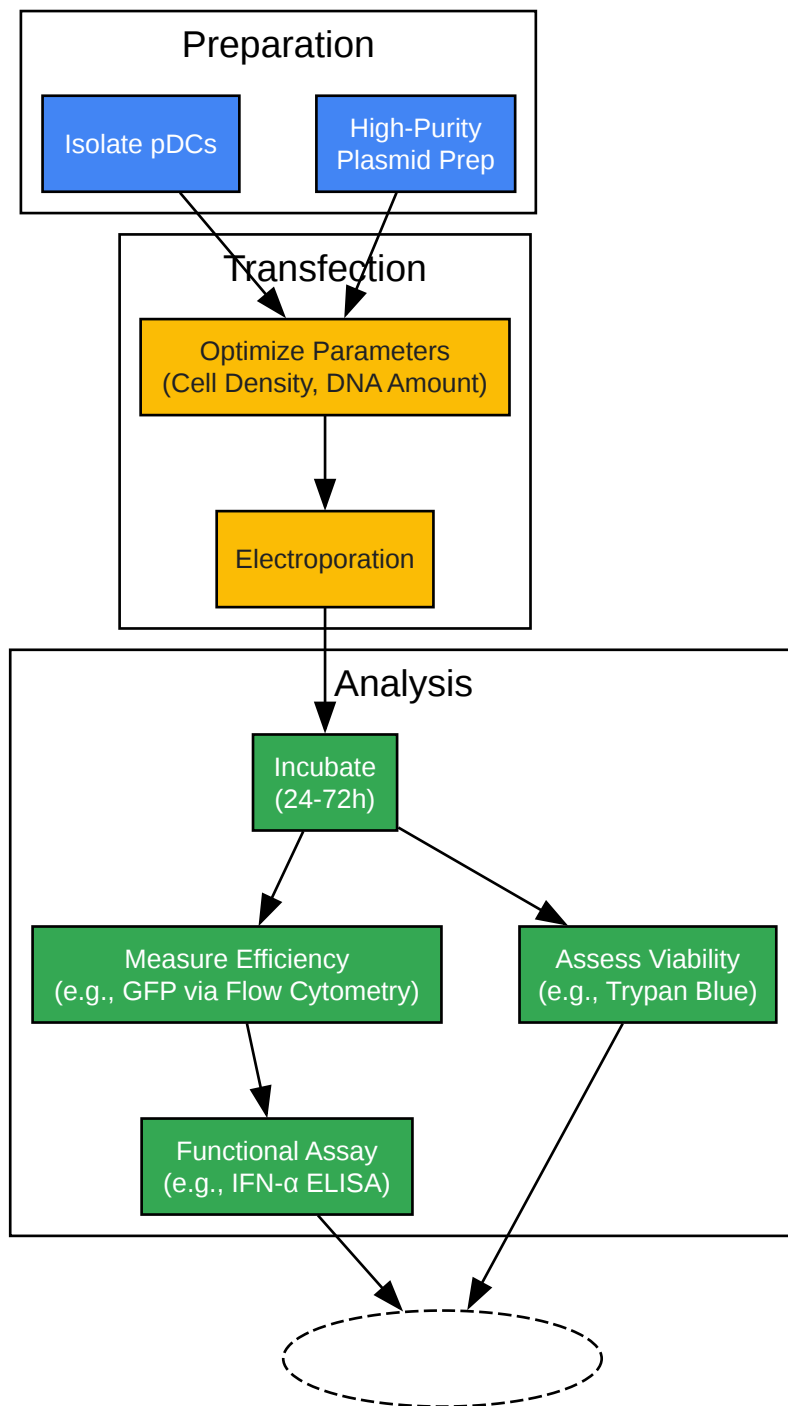 Preparation
Isolate pDCs
High-Purity
Plasmid Prep
Transfection
Optimize Parameters
(Cell Density, DNA Amount)
Electroporation
Analysis
Incubate
(24-72h)
Measure Efficiency
(e.g., GFP via Flow Cytometry)
Assess Viability
(e.g., Trypan Blue)
Functional Assay
(e.g., IFN-α ELISA)